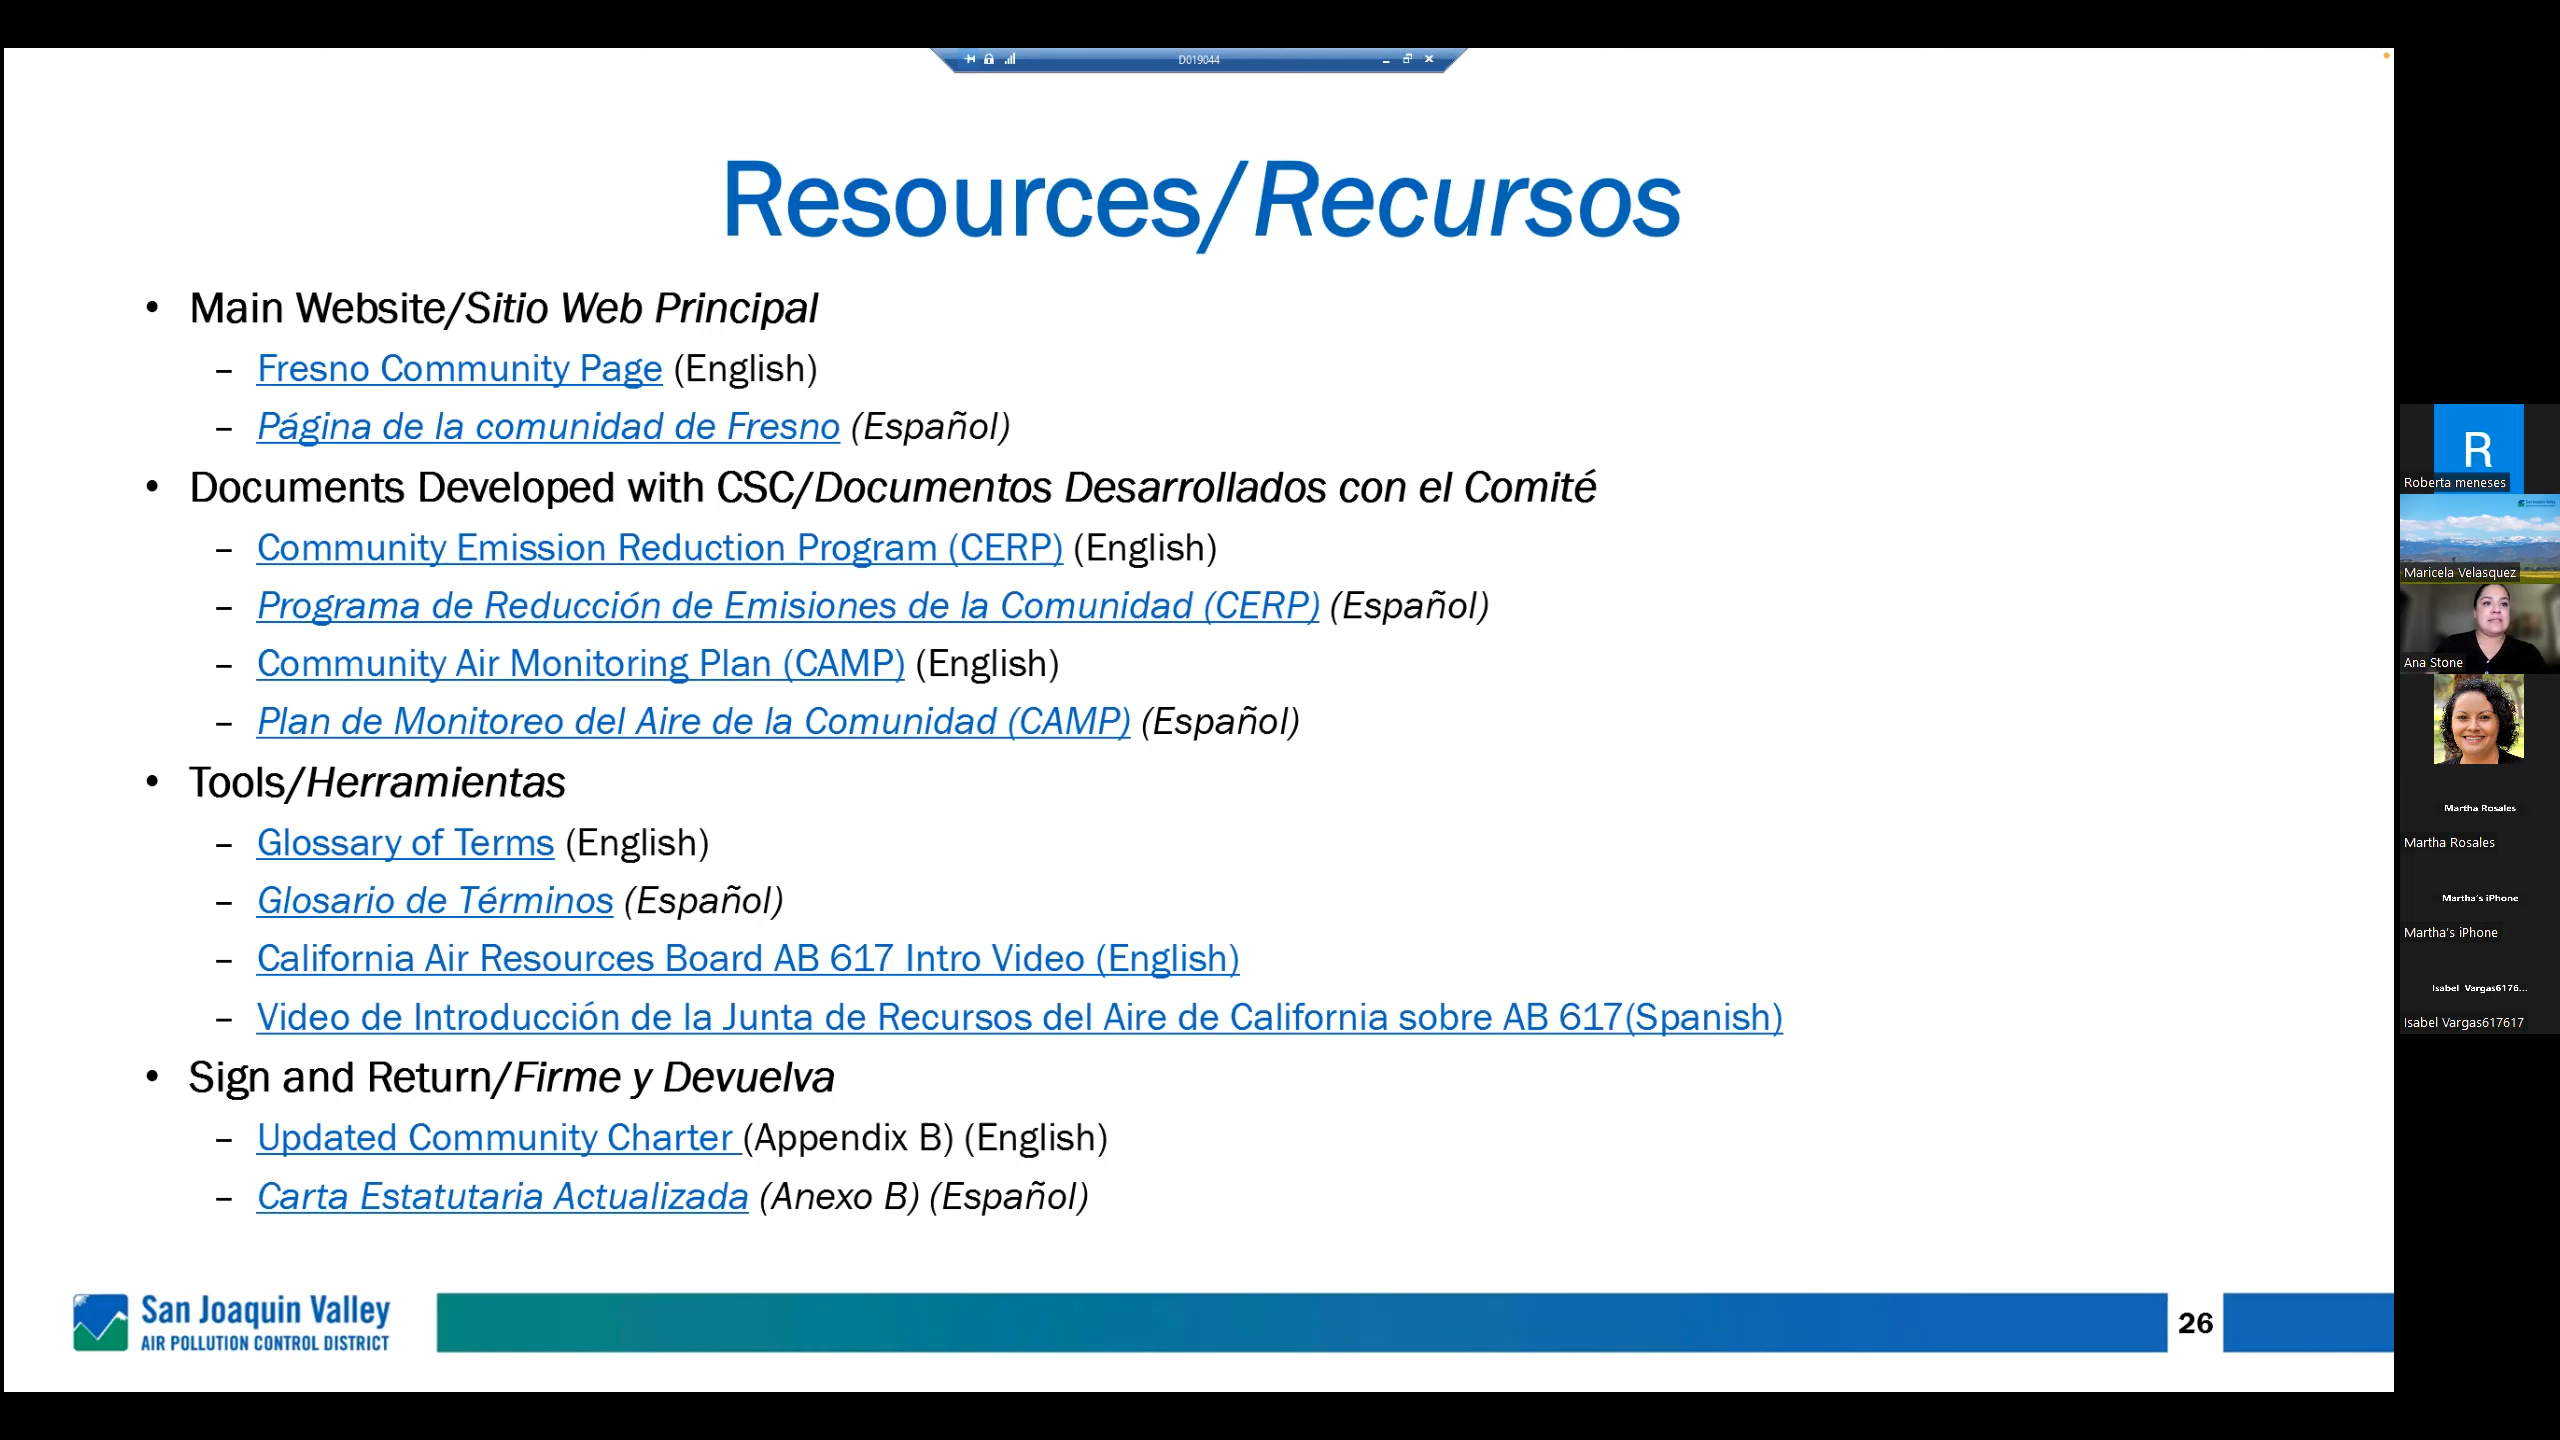 D019044
Resources/Recursos
• Main Website/Sitio Web Principal
– Fresno Community Page (English)
– Página de la comunidad de Fresno (Español)
• Documents Developed with CSC/Documentos Desarrollados con el Comité
– Community Emission Reduction Program (CERP) (English)
– Programa de Reducción de Emisiones de la Comunidad (CERP) (Español)
– Community Air Monitoring Plan (CAMP) (English)
– Plan de Monitoreo del Aire de la Comunidad (CAMP) (Español)
• Tools/Herramientas
– Glossary of Terms (English)
– Glosario de Términos (Español)
– California Air Resources Board AB 617 Intro Video (English)
– Video de Introducción de la Junta de Recursos del Aire de California sobre AB 617(Spanish)
• Sign and Return/Firme y Devuelva
– Updated Community Charter (Appendix B) (English)
– Carta Estatutaria Actualizada (Anexo B) (Español)
San Joaquin Valley
AIR POLLUTION CONTROL DISTRICT
26
R
Roberta meneses
Maricela Velasquez
Ana Stone
Martha Rosales
Martha Rosales
Martha's iPhone
Martha's iPhone
Isabel Vargas6176...
Isabel Vargas617617